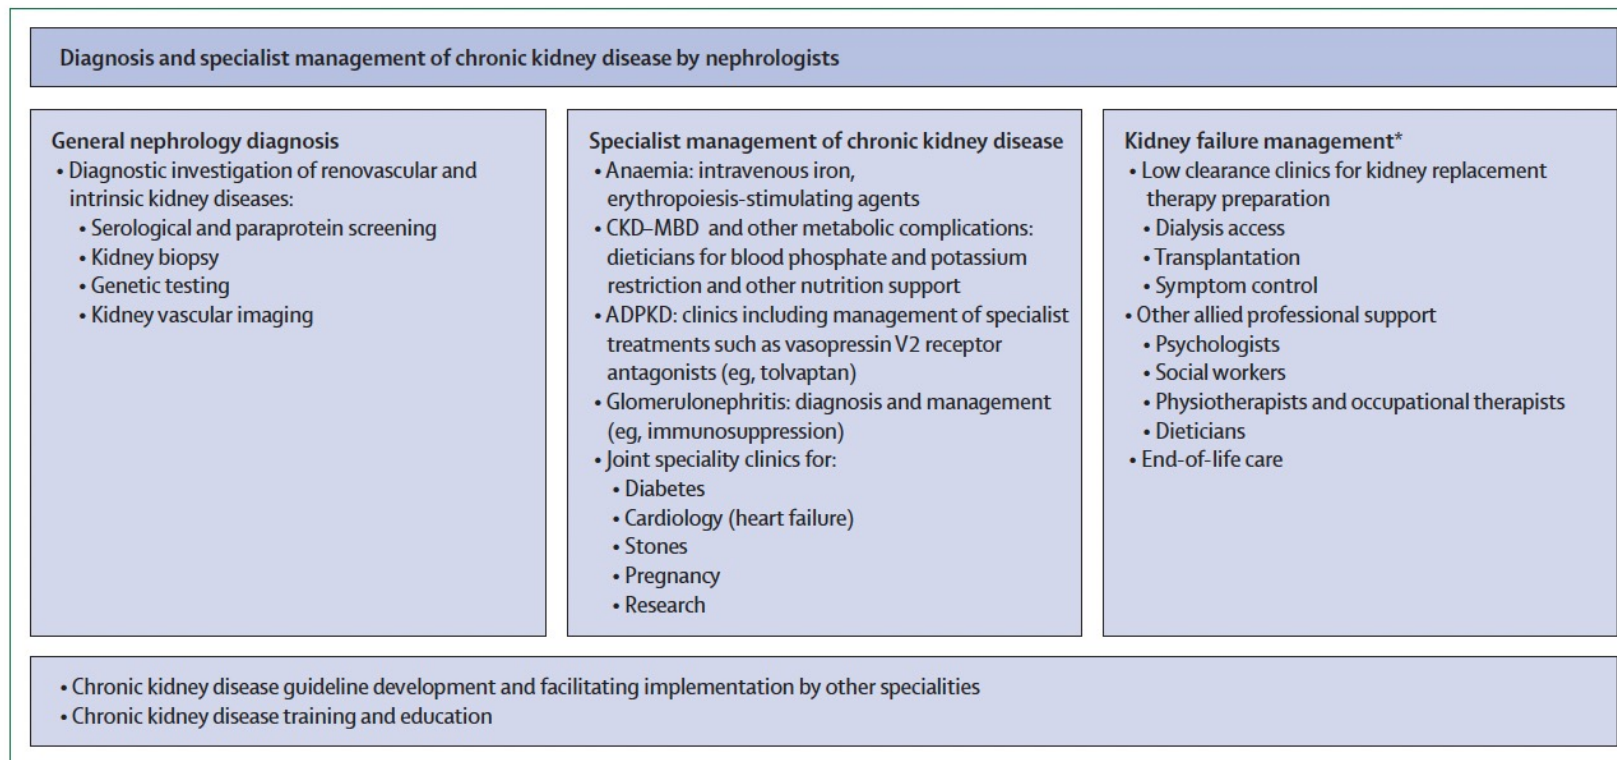 Diagnosis and specialist management of chronic kidney disease by nephrologists
General nephrology diagnosis
• Diagnostic investigation of renovascular and
intrinsic kidney diseases:
• Serological and paraprotein screening
• Kidney biopsy
• Genetic testing
• Kidney vascular imaging
Specialist management of chronic kidney disease
• Anaemia: intravenous iron,
erythropoiesis-stimulating agents
• CKD–MBD and other metabolic complications:
dieticians for blood phosphate and potassium
restriction and other nutrition support
• ADPKD: clinics including management of specialist
treatments such as vasopressin V2 receptor
antagonists (eg, tolvaptan)
• Glomerulonephritis: diagnosis and management
(eg, immunosuppression)
• Joint speciality clinics for:
• Diabetes
• Cardiology (heart failure)
• Stones
• Pregnancy
• Research
Kidney failure management*
• Low clearance clinics for kidney replacement
therapy preparation
• Dialysis access
• Transplantation
• Symptom control
• Other allied professional support
• Psychologists
• Social workers
• Physiotherapists and occupational therapists
• Dieticians
• End-of-life care
• Chronic kidney disease guideline development and facilitating implementation by other specialities
• Chronic kidney disease training and education